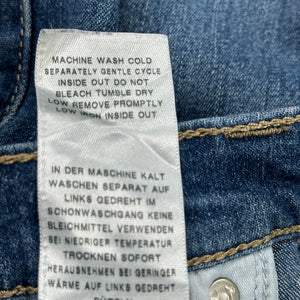 MACHINE WASH COLD
SEPARATELY GENTLE CYCLE
INSIDE OUT DO NOT
BLEACH TUMBLE DRY
LOW REMOVE PROMPTLY
LOW IRON INSIDE OUT
IN DER MASCHINE KALT
WASCHEN SEPARAT AUF
LINKS GEDREHT IM
SCHONWASCHGANG KEINE
BLEICHMITTEL VERWENDEN
BEI NIEDRIGER TEMPERATUR
TROCKNEN SOFORT
HERAUSNEHMEN BEI GERINGER
WÄRME AUF LINKS GEDREHT